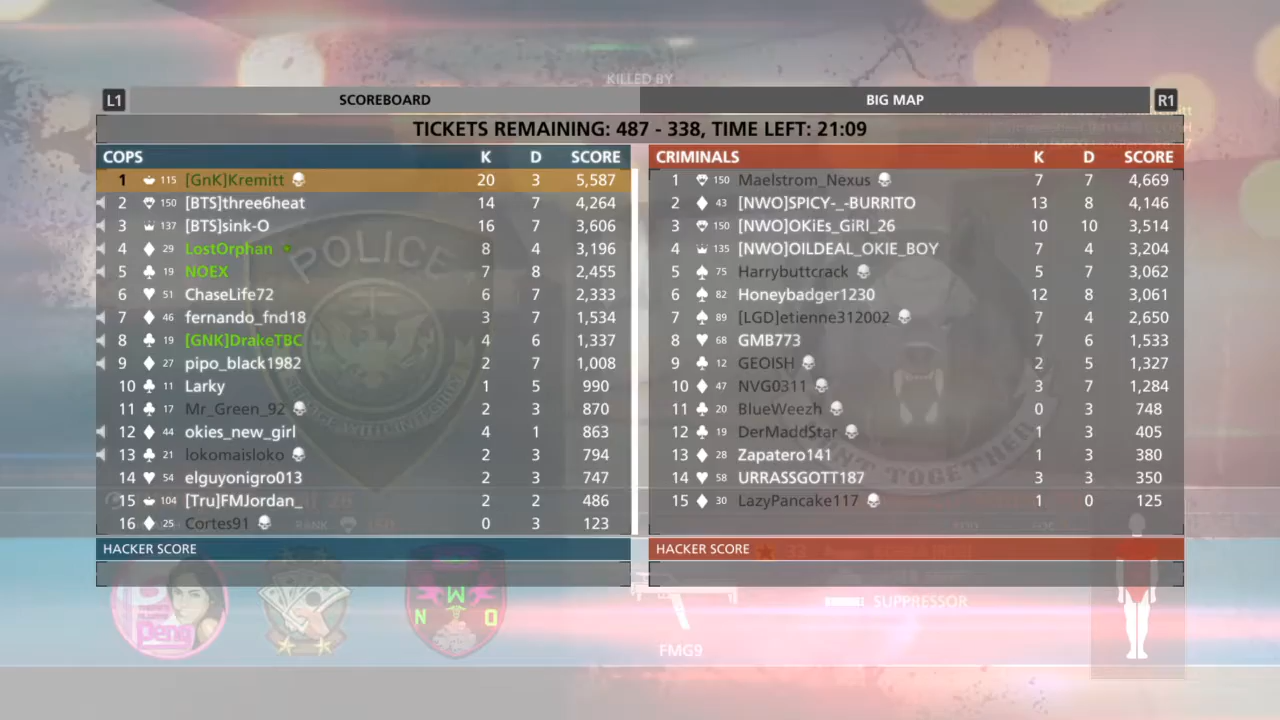 KILLED BY
L1 SCOREBOARD BIG MAP R1
TICKETS REMAINING: 487 - 338, TIME LEFT: 21:09
COPS K D SCORE
1 115 [GnK]Kremitt 20 3 5,587
2 150 [BTS]three6heat 14 7 4,264
3 137 [BTS]sink-O 16 7 3,606
4 29 LostOrphan 8 4 3,196
5 19 NOEX 7 8 2,455
6 51 ChaseLife72 6 7 2,333
7 46 fernando_fnd18 3 7 1,534
8 19 [GNK]DrakeTBC 4 6 1,337
9 27 pipo_black1982 2 7 1,008
10 11 Larky 1 5 990
11 17 Mr_Green_92 2 3 870
12 44 okies_new_girl 4 1 863
13 21 lokomaisloko 2 3 794
14 54 elguyonigro013 2 3 747
15 104 [Tru]FMJordan_ 2 2 486
16 25 Cortes91 0 3 123
HACKER SCORE
CRIMINALS K D SCORE
1 150 Maelstrom_Nexus 7 7 4,669
2 43 [NWO]SPICY-_-BURRITO 13 8 4,146
3 150 [NWO]OKiEs_GiRl_26 10 10 3,514
4 135 [NWO]OILDEAL_OKIE_BOY 7 4 3,204
5 75 Harrybuttcrack 5 7 3,062
6 82 Honeybadger1230 12 8 3,061
7 89 [LGD]etienne312002 7 4 2,650
8 68 GMB773 7 6 1,533
9 12 GEOISH 2 5 1,327
10 47 NVG0311 3 7 1,284
11 20 BlueWeezh 0 3 748
12 19 DerMaddStar 1 3 405
13 28 Zapatero141 1 3 380
14 58 URRASSGOTT187 3 3 350
15 30 LazyPancake117 1 0 125
HACKER SCORE
POLICE
TOGETHER
RANK 150
N W O
FMG9
SUPPRESSOR